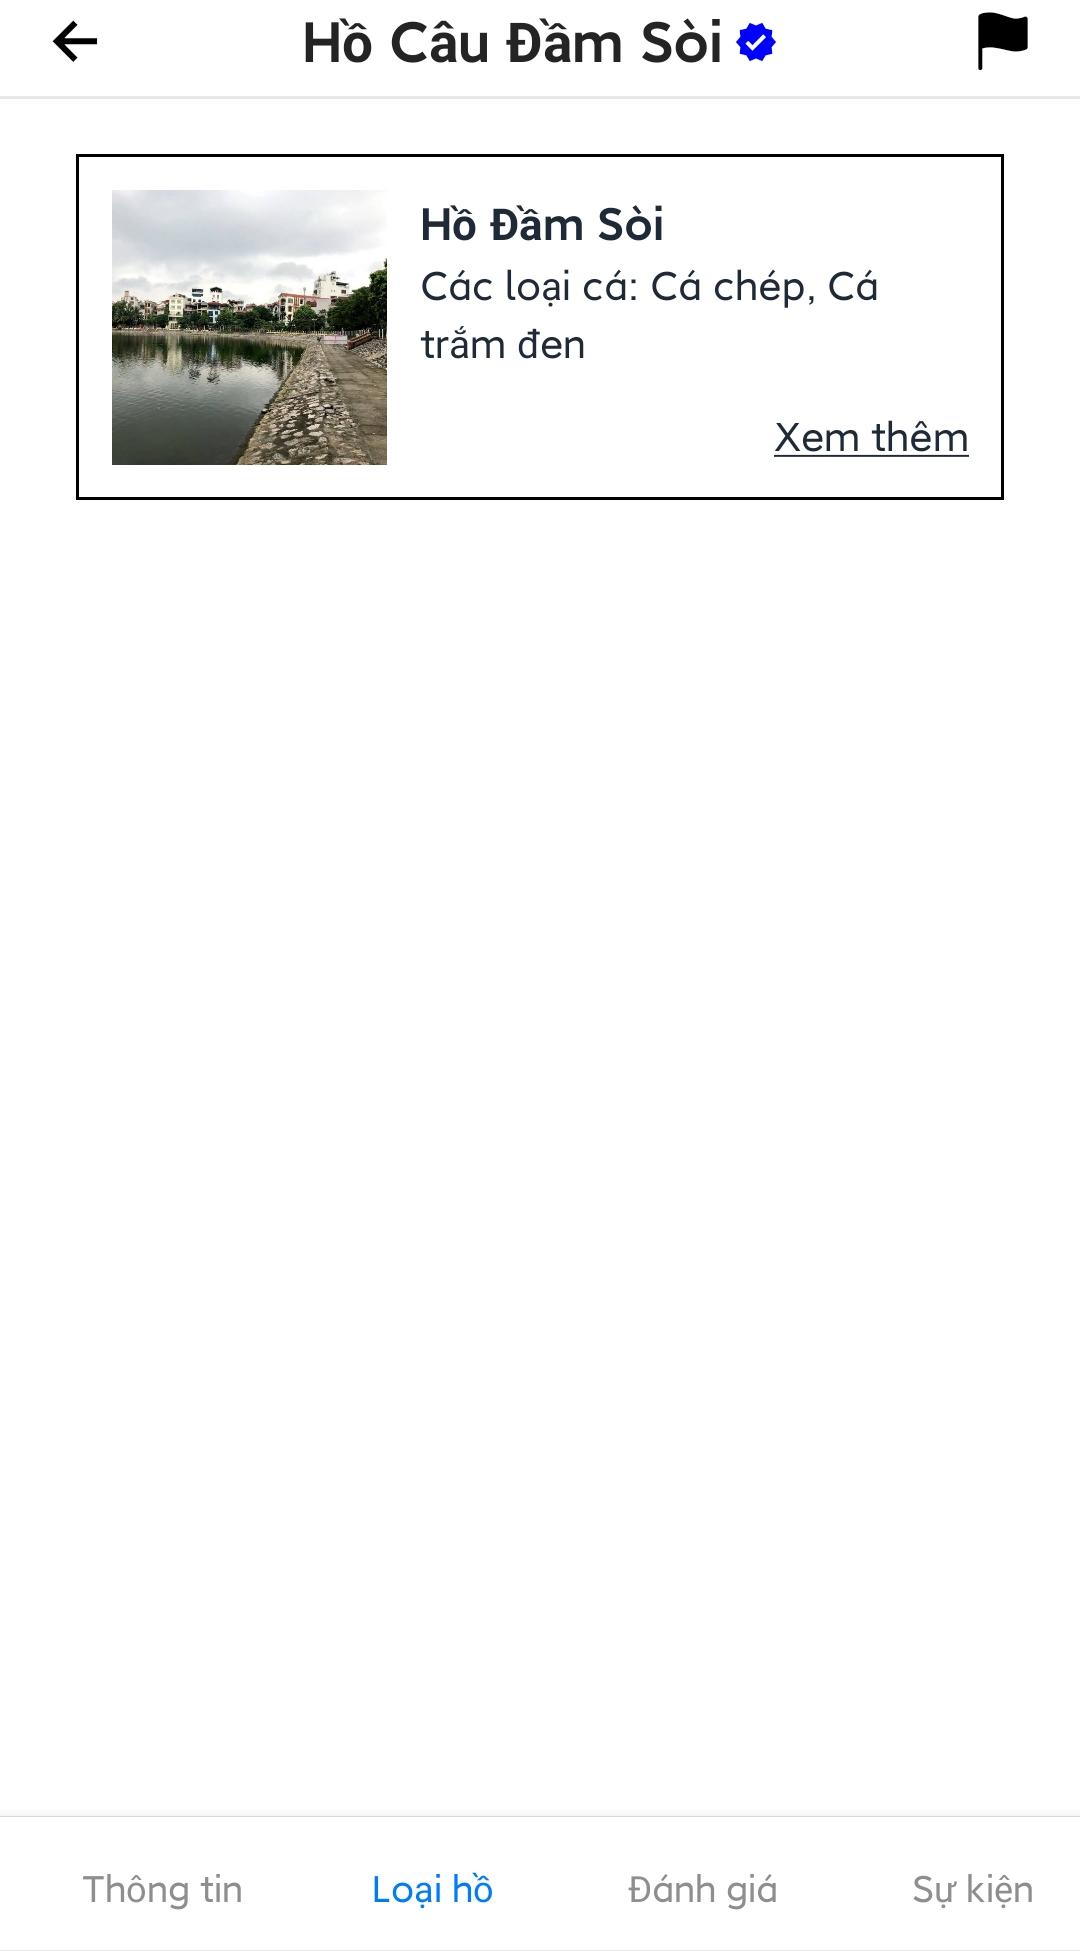 Hồ Câu Đầm Sòi
Hồ Đầm Sòi
Các loại cá: Cá chép, Cá
trắm đen
Xem thêm
Thông tin
Loại hồ
Đánh giá
Sự kiện